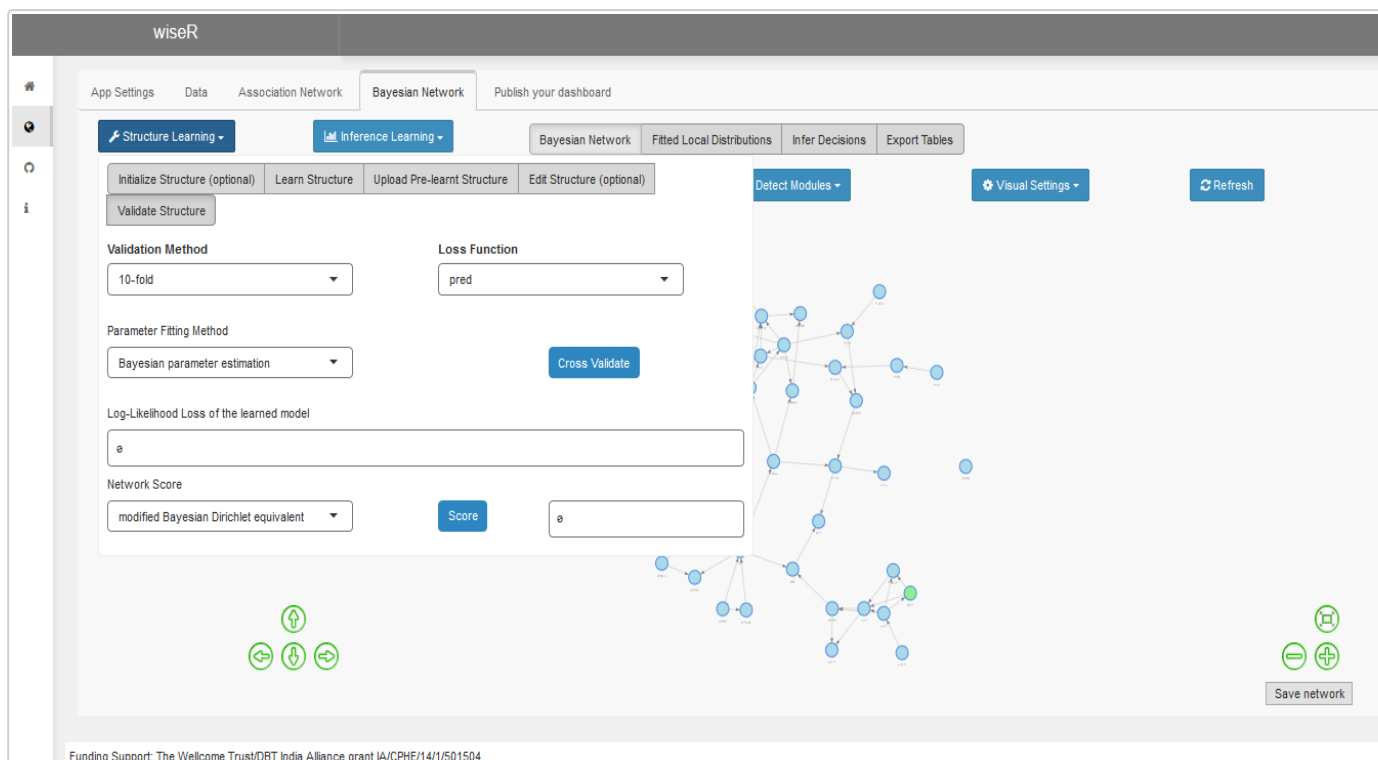 wiseR
App Settings Data Association Network Bayesian Network Publish your dashboard
Structure Learning Inference Learning Bayesian Network Fitted Local Distributions Infer Decisions Export Tables
Initialize Structure (optional) Learn Structure Upload Pre-learnt Structure Edit Structure (optional) Detect Modules Visual Settings Refresh
Validate Structure
Validation Method Loss Function
10-fold pred
Parameter Fitting Method
Bayesian parameter estimation Cross Validate
Log-Likelihood Loss of the learned model
0
Network Score
modified Bayesian Dirichlet equivalent Score 0
Save network
Funding Support: The Wellcome Trust/DBT India Alliance grant IA/CPHE/14/1/501504